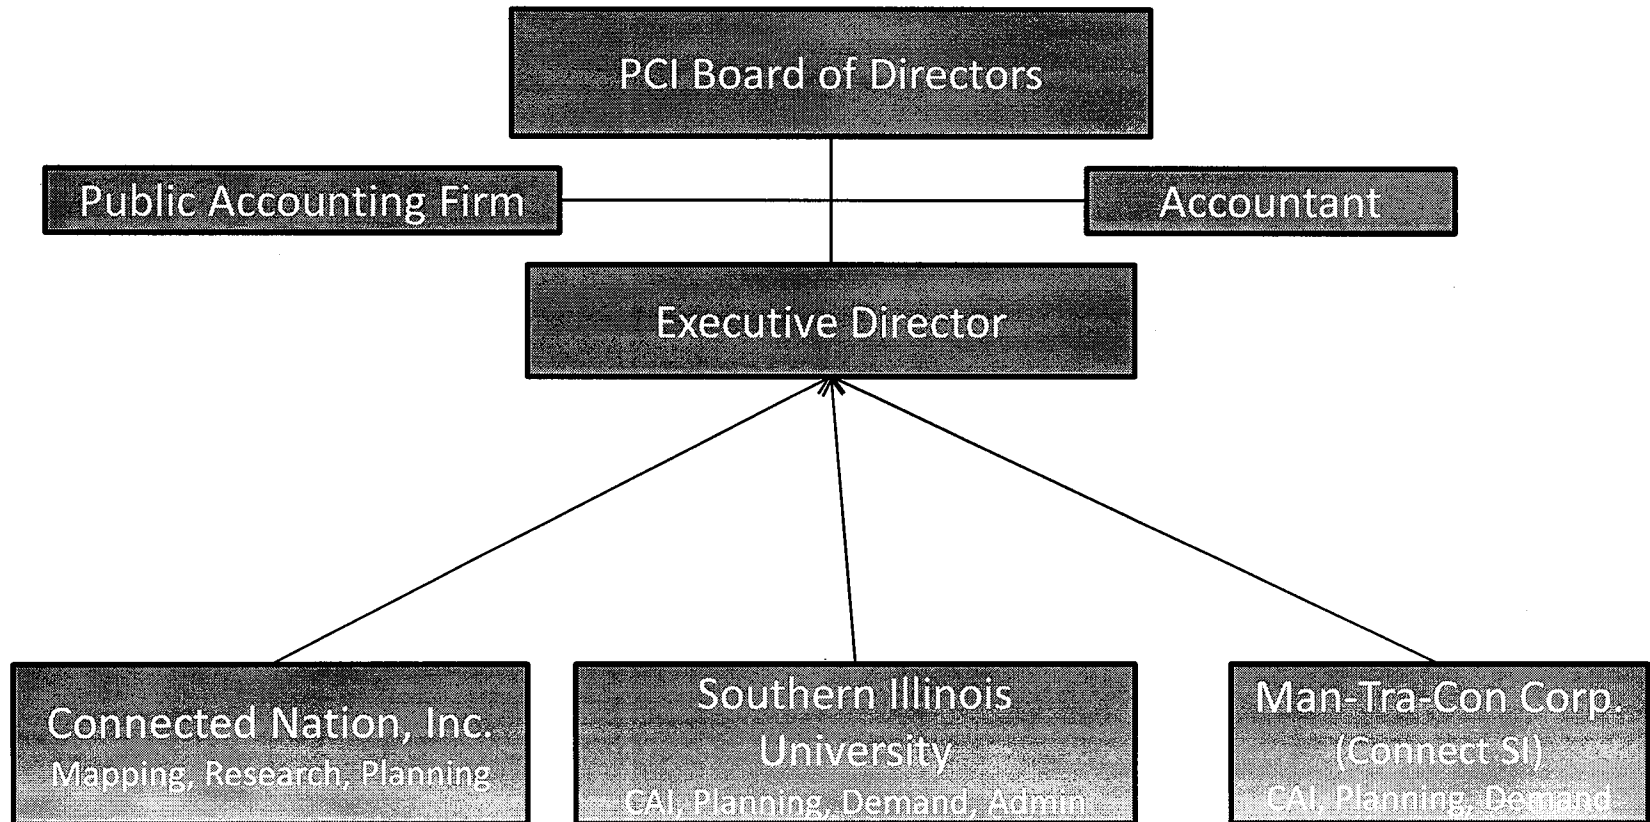 PCI Board of Directors
Public Accounting Firm
Accountant
Executive Director
Connected Nation, Inc.
Mapping, Research, Planning
Southern Illinois
University
CAI, Planning, Demand, Admin
Man-Tra-Con Corp.
(Connect SI)
CAI, Planning, Demand